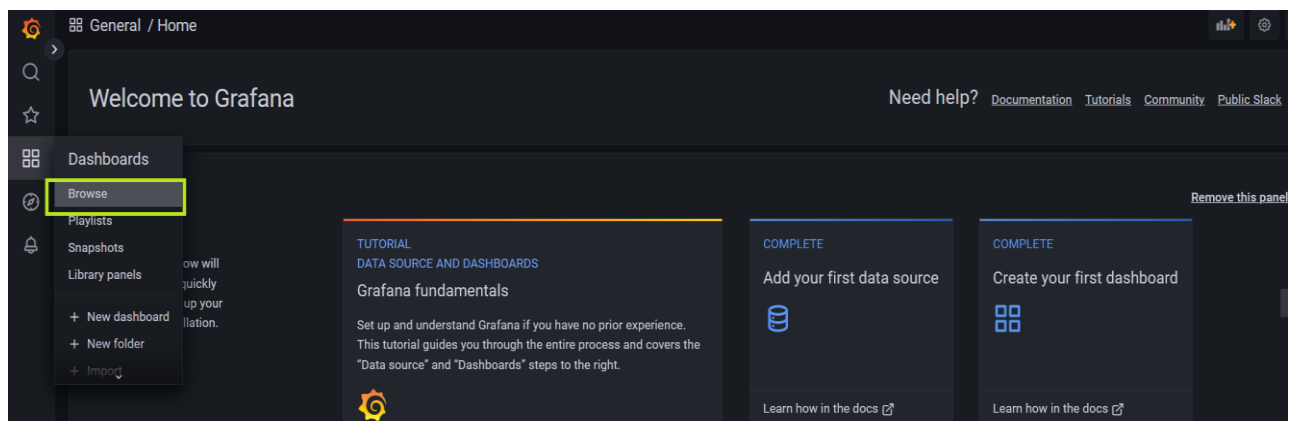 General / Home
Welcome to Grafana
Need help?
Documentation
Tutorials
Community
Public Slack
Dashboards
Browse
Playlists
Snapshots
Library panels
+ New dashboard
+ New folder
+ Import
ow will
quickly
up your
llation.
Remove this panel
TUTORIAL
DATA SOURCE AND DASHBOARDS
Grafana fundamentals
Set up and understand Grafana if you have no prior experience.
This tutorial guides you through the entire process and covers the
"Data source" and "Dashboards" steps to the right.
COMPLETE
Add your first data source
Learn how in the docs
COMPLETE
Create your first dashboard
Learn how in the docs